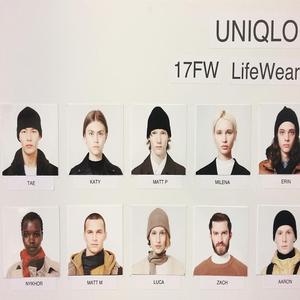 UNIQLO
17FW LifeWear
TAE KATY MATT P MILENA ERIN
NYKHOR MATT M LUCA ZACH AARON